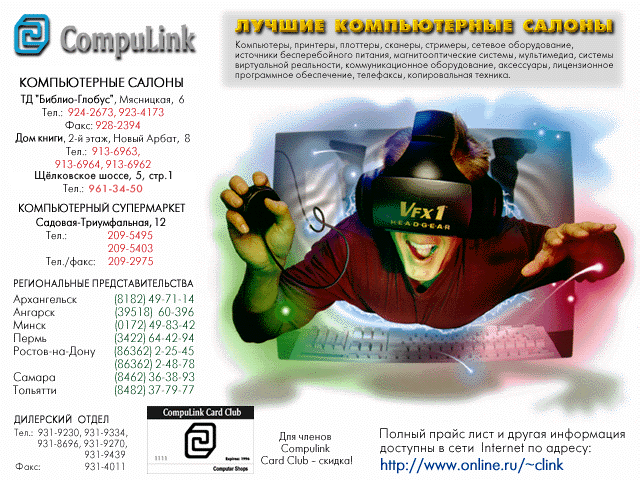 CompuLink
ЛУЧШИЕ КОМПЬЮТЕРНЫЕ САЛОНЫ
Компьютеры, принтеры, плоттеры, сканеры, стримеры, сетевое оборудование,
источники бесперебойного питания, магнитооптические системы, мультимедиа, системы
виртуальной реальности, коммуникационное оборудование, аксессуары, лицензионное
программное обеспечение, телефаксы, копировальная техника.
КОМПЬЮТЕРНЫЕ САЛОНЫ
ТД "Библио-Глобус", Мясницкая, 6
Тел.: 924-2673, 923-4173
Факс: 928-2394
Дом книги, 2-й этаж, Новый Арбат, 8
Тел.: 913-6963,
913-6964, 913-6962
Щёлковское шоссе, 5, стр.1
Тел.: 961-34-50
КОМПЬЮТЕРНЫЙ СУПЕРМАРКЕТ
Садовая-Триумфальная, 12
Тел.: 209-5495
209-5403
Тел./факс: 209-2975
РЕГИОНАЛЬНЫЕ ПРЕДСТАВИТЕЛЬСТВА
Архангельск (8182) 49-71-14
Ангарск (39518) 60-396
Минск (0172) 49-83-42
Пермь (3422) 64-42-94
Ростов-на-Дону (86362) 2-25-45
(86362) 2-48-78
Самара (8462) 36-38-93
Тольятти (8482) 37-79-77
ДИЛЕРСКИЙ ОТДЕЛ
Тел.: 931-9230, 931-9334,
931-8696, 931-9270,
931-9439
Факс: 931-4011
VFX1
HEADGEAR
CompuLink Card Club
1111
Expires: 1996
Computer Shops
Для членов
Compulink
Card Club – скидка!
Полный прайс лист и другая информация
доступны в сети Internet по адресу:
http://www.online.ru/~clink